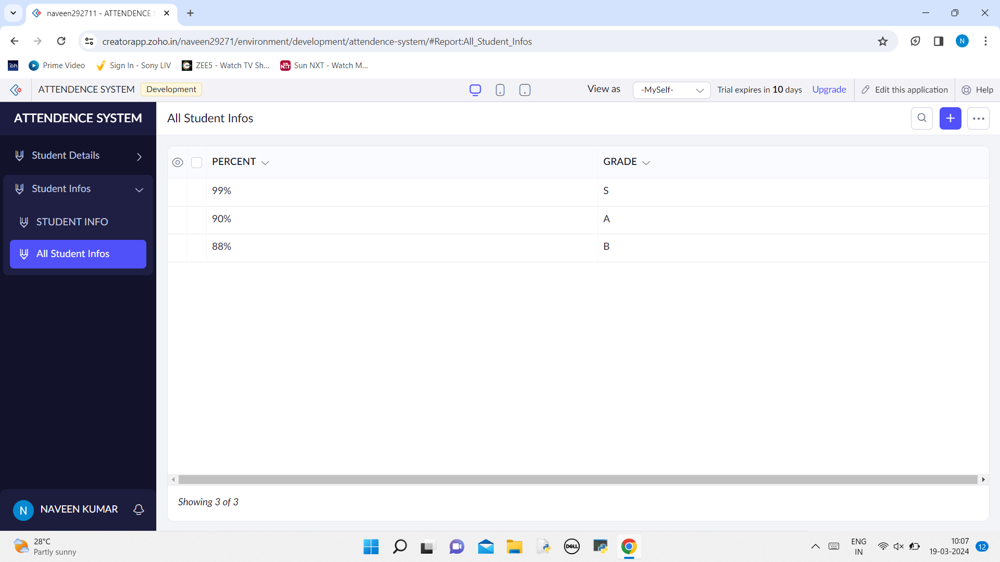 naveen292711 - ATTENDENCE S
creatorapp.zoho.in/naveen29271/environment/development/attendence-system/#Report:All_Student_Infos
N
Dh Prime Video Sign In - Sony LIV ZEE5 - Watch TV Sh... SUN NXT Sun NXT - Watch M...
ATTENDENCE SYSTEM Development View as -MySelf- Trial expires in 10 days Upgrade Edit this application Help
ATTENDENCE SYSTEM
All Student Infos
Student Details
Student Infos
STUDENT INFO
All Student Infos
PERCENT GRADE
99% S
90% A
88% B
Showing 3 of 3
N NAVEEN KUMAR
28°C
Partly sunny
DELL
ENG
IN
10:07
19-03-2024
12